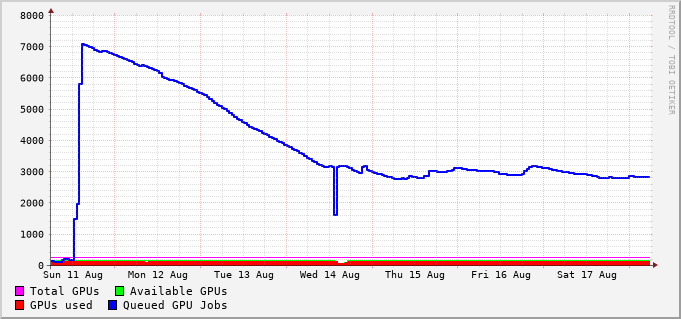 8000
7000
6000
5000
4000
3000
2000
1000
0
Sun 11 Aug Mon 12 Aug Tue 13 Aug Wed 14 Aug Thu 15 Aug Fri 16 Aug Sat 17 Aug
Total GPUs Available GPUs
GPUs used Queued GPU Jobs
RRDTOOL / TOBI OETIKER